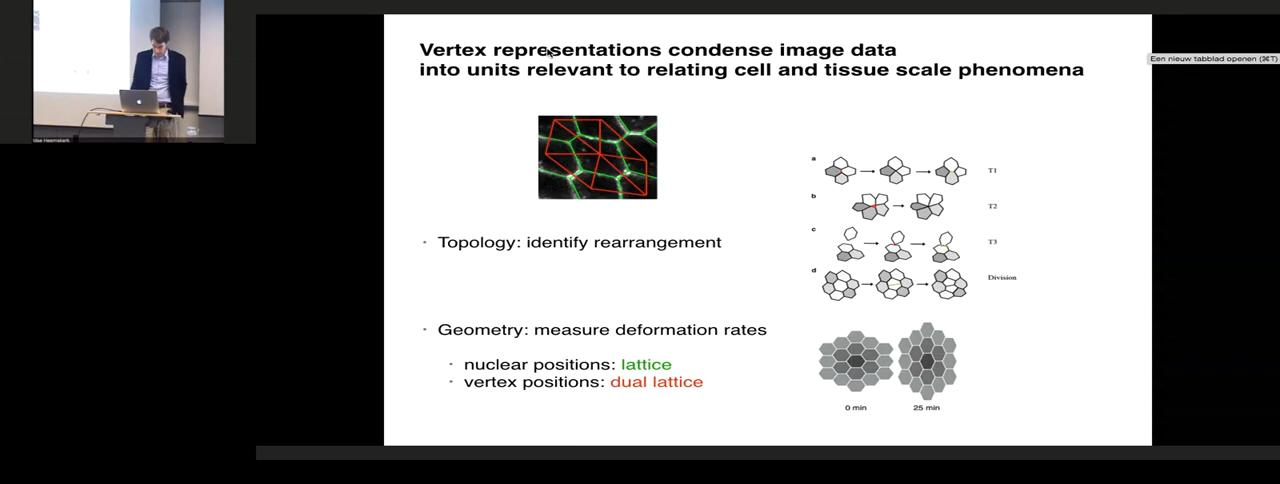 Vertex representations condense image data
into units relevant to relating cell and tissue scale phenomena
Een nieuw tabblad openen (⌘T)
Idse Heemskerk
a
T1
b
T2
c
T3
d
Division
· Topology: identify rearrangement
· Geometry: measure deformation rates
· nuclear positions: lattice
· vertex positions: dual lattice
0 min
25 min